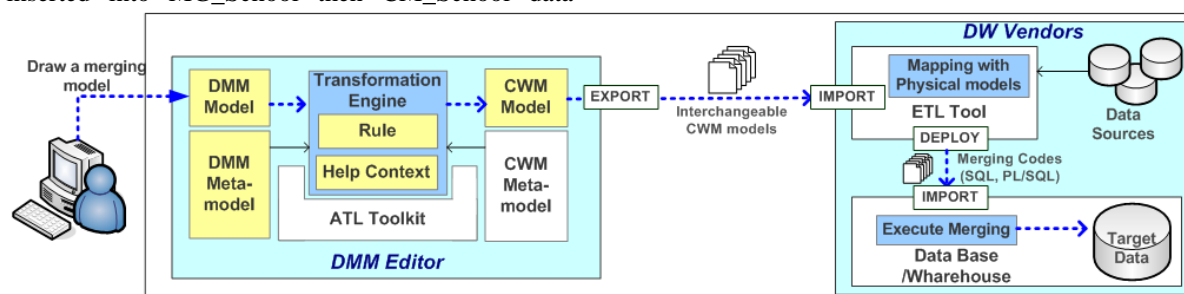 inserted into MG_School then CM_School data
Draw a merging
model
DMM
Model
Transformation
Engine
Rule
Help Context
CWM
Model
DMM
Meta-
model
ATL Toolkit
CWM
Meta-
model
DMM Editor
EXPORT
Interchangeable
CWM models
IMPORT
DW Vendors
Mapping with
Physical models
ETL Tool
DEPLOY
Data
Sources
Merging Codes
(SQL, PL/SQL)
IMPORT
Execute Merging
Data Base
/Wharehouse
Target
Data